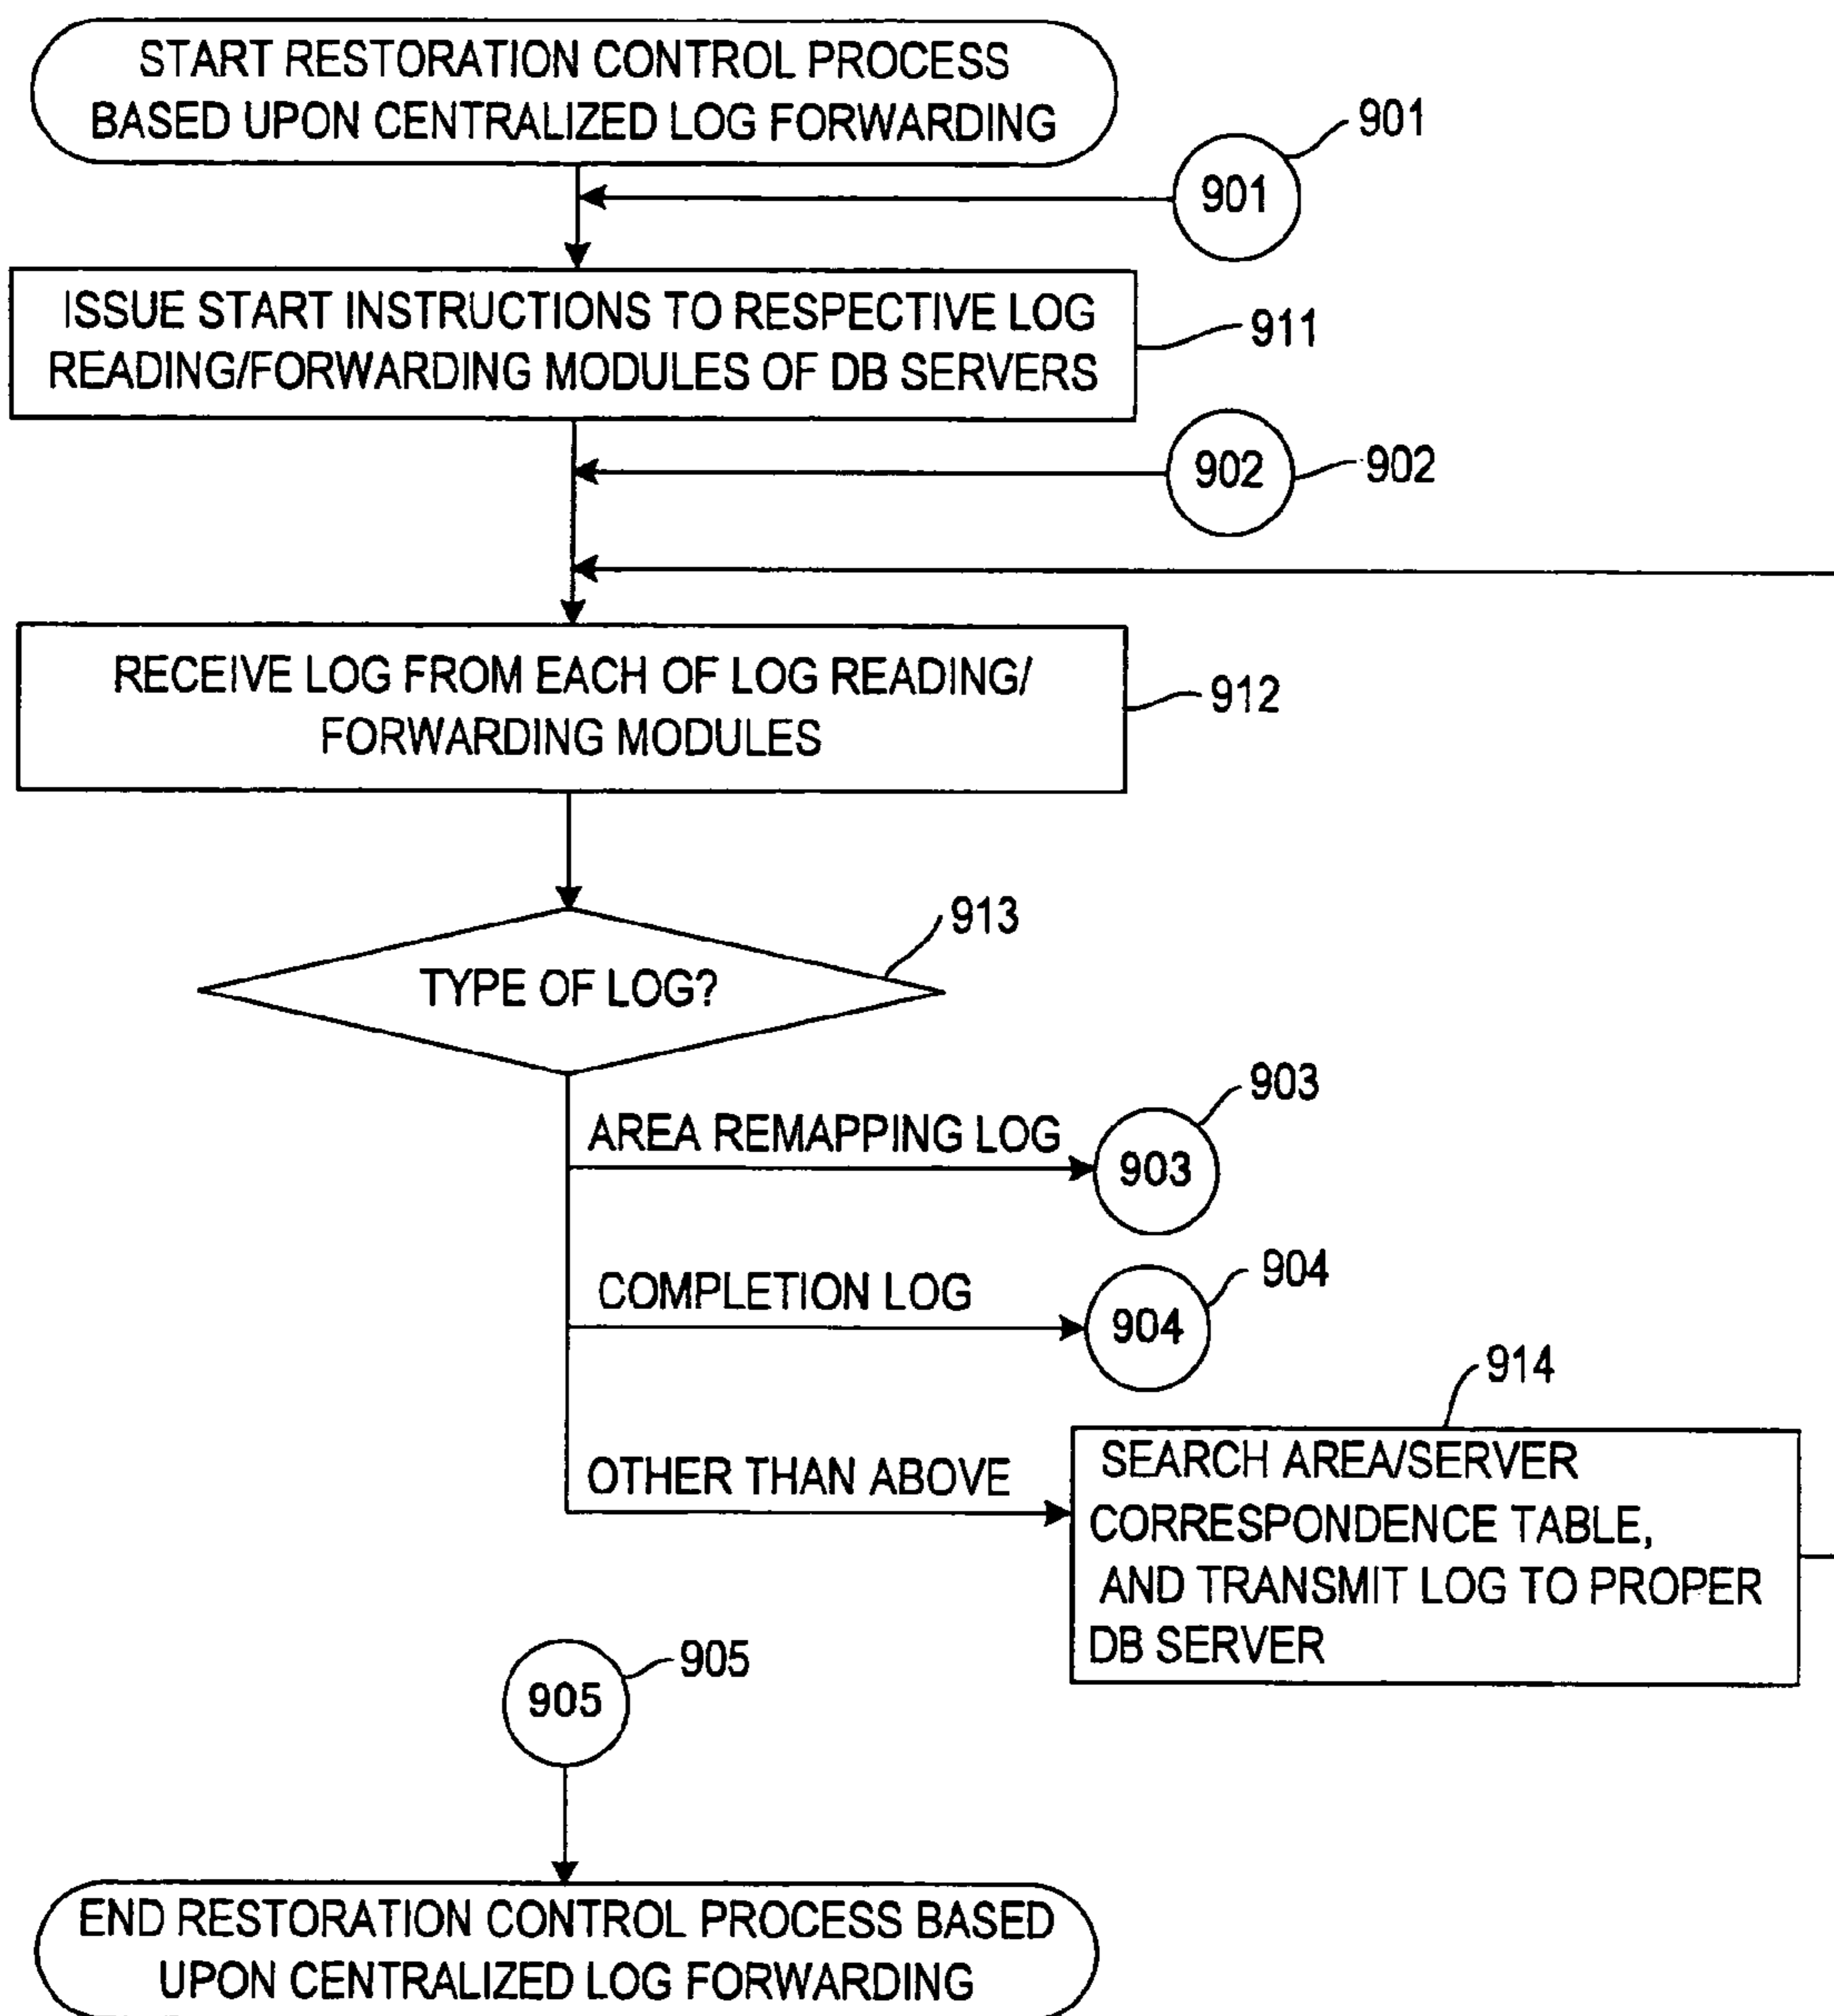 START RESTORATION CONTROL PROCESS
BASED UPON CENTRALIZED LOG FORWARDING
901
901
ISSUE START INSTRUCTIONS TO RESPECTIVE LOG
READING/FORWARDING MODULES OF DB SERVERS
911
902
902
RECEIVE LOG FROM EACH OF LOG READING/
FORWARDING MODULES
912
913
TYPE OF LOG?
903
AREA REMAPPING LOG
903
904
COMPLETION LOG
904
914
OTHER THAN ABOVE
SEARCH AREA/SERVER
CORRESPONDENCE TABLE,
AND TRANSMIT LOG TO PROPER
DB SERVER
905
905
END RESTORATION CONTROL PROCESS BASED
UPON CENTRALIZED LOG FORWARDING